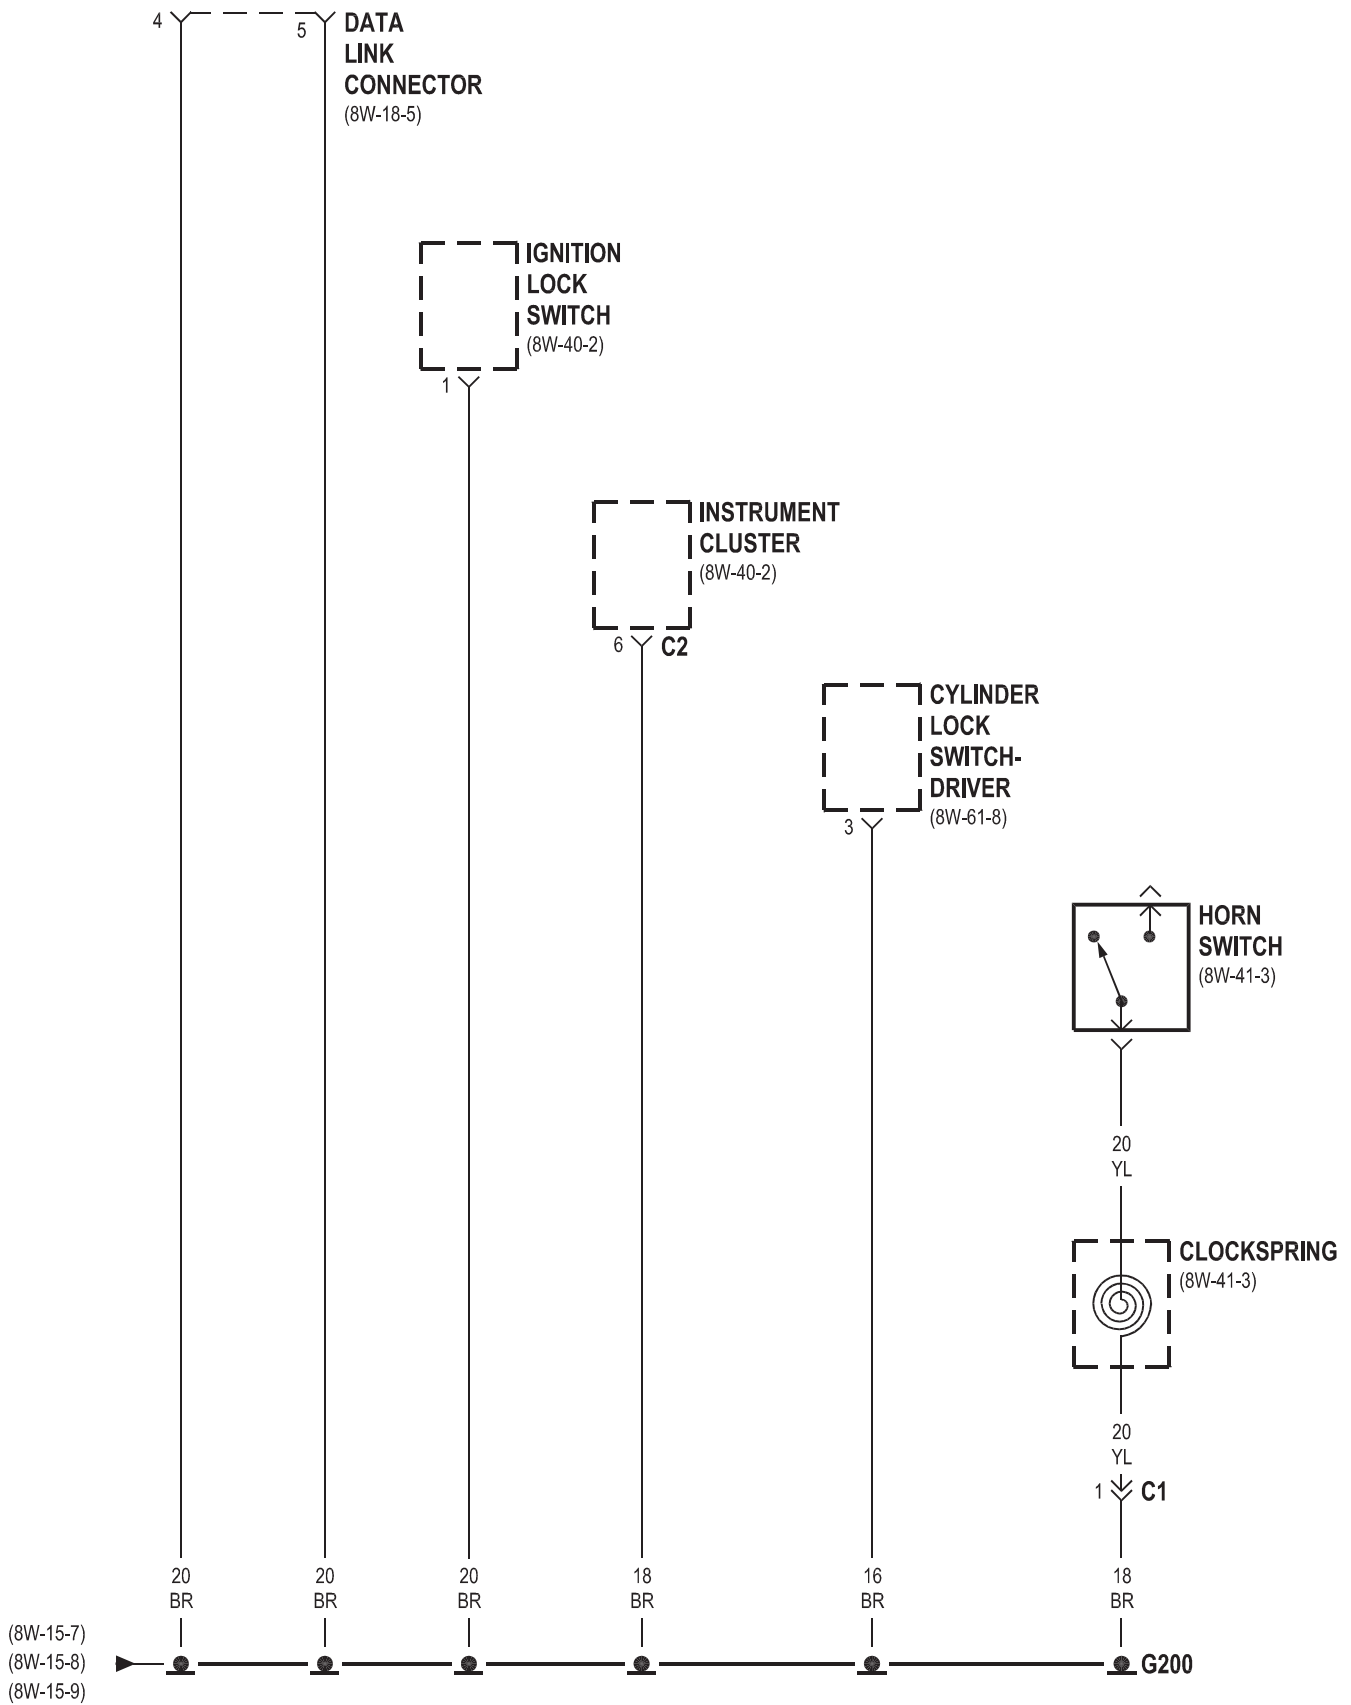 4
5
DATA
LINK
CONNECTOR
(8W-18-5)
IGNITION
LOCK
SWITCH
(8W-40-2)
1
INSTRUMENT
CLUSTER
(8W-40-2)
6
C2
CYLINDER
LOCK
SWITCH-
DRIVER
(8W-61-8)
3
HORN
SWITCH
(8W-41-3)
20
YL
CLOCKSPRING
(8W-41-3)
20
YL
1
C1
20
BR
20
BR
20
BR
18
BR
16
BR
18
BR
(8W-15-7)
(8W-15-8)
(8W-15-9)
G200